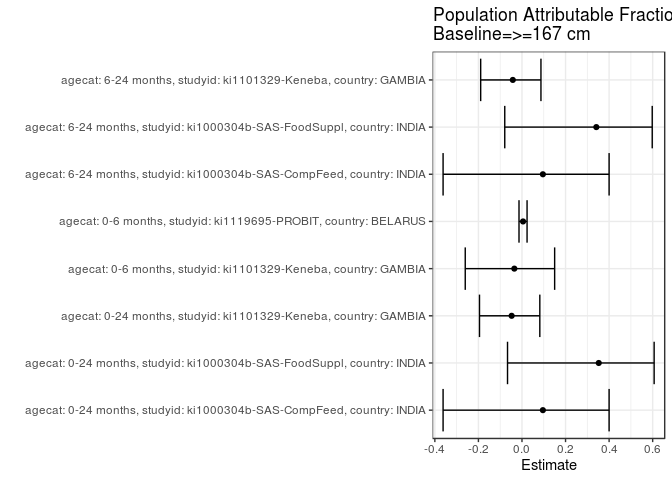 Population Attributable Fractio
Baseline=>=167 cm
agecat: 6-24 months, studyid: ki1101329-Keneba, country: GAMBIA
agecat: 6-24 months, studyid: ki1000304b-SAS-FoodSuppl, country: INDIA
agecat: 6-24 months, studyid: ki1000304b-SAS-CompFeed, country: INDIA
agecat: 0-6 months, studyid: ki1119695-PROBIT, country: BELARUS
agecat: 0-6 months, studyid: ki1101329-Keneba, country: GAMBIA
agecat: 0-24 months, studyid: ki1101329-Keneba, country: GAMBIA
agecat: 0-24 months, studyid: ki1000304b-SAS-FoodSuppl, country: INDIA
agecat: 0-24 months, studyid: ki1000304b-SAS-CompFeed, country: INDIA
-0.4 -0.2 0.0 0.2 0.4 0.6
Estimate